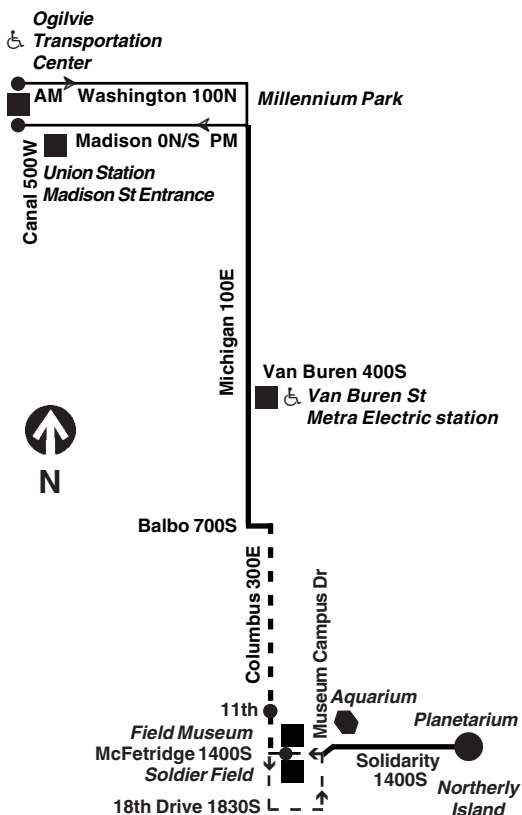 Ogilvie
Transportation
Center
AM Washington 100N
Millennium Park
Madison 0N/S PM
Union Station
Madison St Entrance
Canal 500W
Michigan 100E
Van Buren 400S
Van Buren St
Metra Electric station
N
Balbo 700S
Columbus 300E
Museum Campus Dr
11th
Aquarium
Field Museum
Planetarium
McFetridge 1400S
Solidarity
1400S
Soldier Field
Northerly
Island
18th Drive 1830S